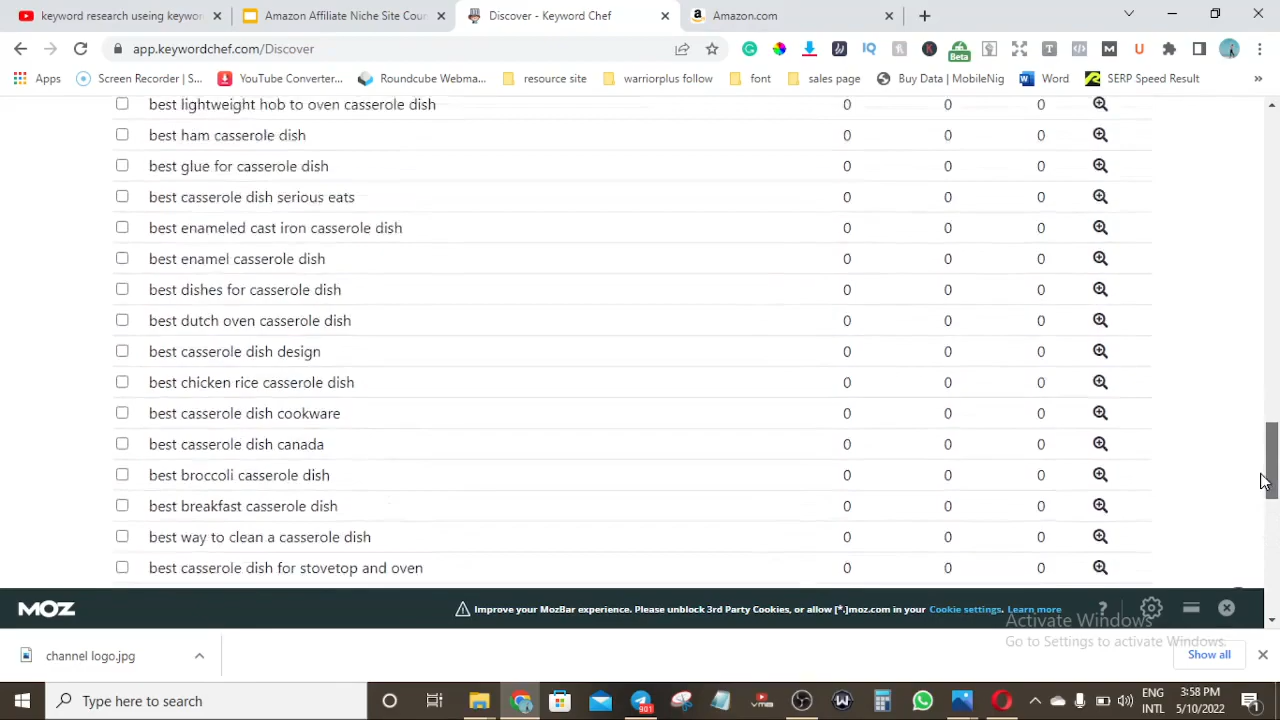 keyword research useing keywor
Amazon Affiliate Niche Site Cour
Discover - Keyword Chef
Amazon.com
app.keywordchef.com/Discover
IQ
Beta
K
T
M
U
Apps
Screen Recorder | S...
YouTube Converter...
Roundcube Webma...
resource site
warriorplus follow
font
sales page
Buy Data | MobileNig
Word
SERP Speed Result
»
best lightweight hob to oven casserole dish 0 0 0
best ham casserole dish 0 0 0
best glue for casserole dish 0 0 0
best casserole dish serious eats 0 0 0
best enameled cast iron casserole dish 0 0 0
best enamel casserole dish 0 0 0
best dishes for casserole dish 0 0 0
best dutch oven casserole dish 0 0 0
best casserole dish design 0 0 0
best chicken rice casserole dish 0 0 0
best casserole dish cookware 0 0 0
best casserole dish canada 0 0 0
best broccoli casserole dish 0 0 0
best breakfast casserole dish 0 0 0
best way to clean a casserole dish 0 0 0
best casserole dish for stovetop and oven 0 0 0
MOZ
Improve your MozBar experience. Please unblock 3rd Party Cookies, or allow [*.]moz.com in your Cookie settings. Learn more
?
Activate Windows
Go to Settings to activate Windows.
channel logo.jpg
Show all
Type here to search
901
ENG
INTL
3:58 PM
5/10/2022
1